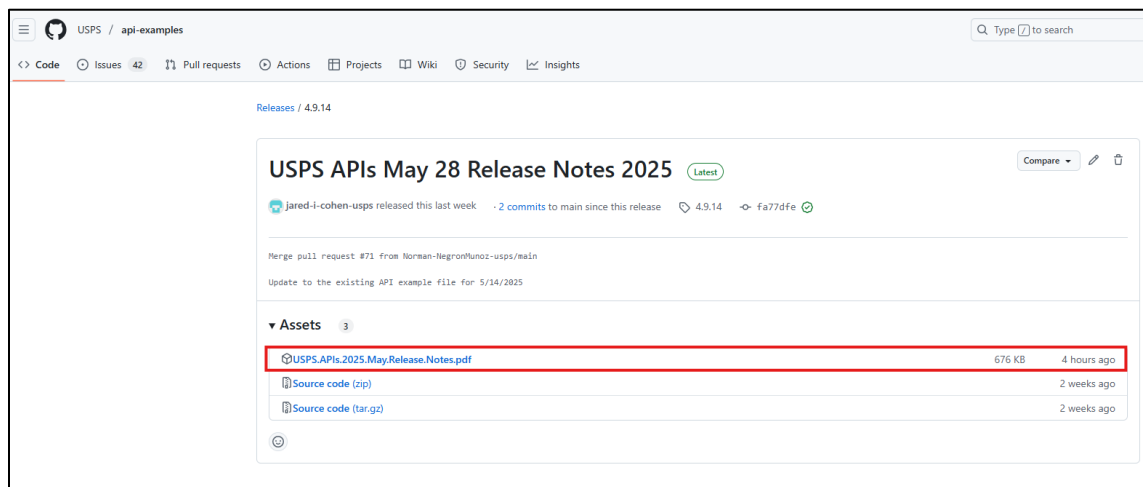 USPS / api-examples
Type / to search
Code Issues 42 Pull requests Actions Projects Wiki Security Insights
Releases / 4.9.14
USPS APIs May 28 Release Notes 2025 Latest
Compare
jared-i-cohen-usps released this last week · 2 commits to main since this release 4.9.14 fa77dfe
Merge pull request #71 from Norman-NegronMunoz-usps/main
Update to the existing API example file for 5/14/2025
Assets 3
USPS.APIs.2025.May.Release.Notes.pdf 676 KB 4 hours ago
Source code (zip) 2 weeks ago
Source code (tar.gz) 2 weeks ago